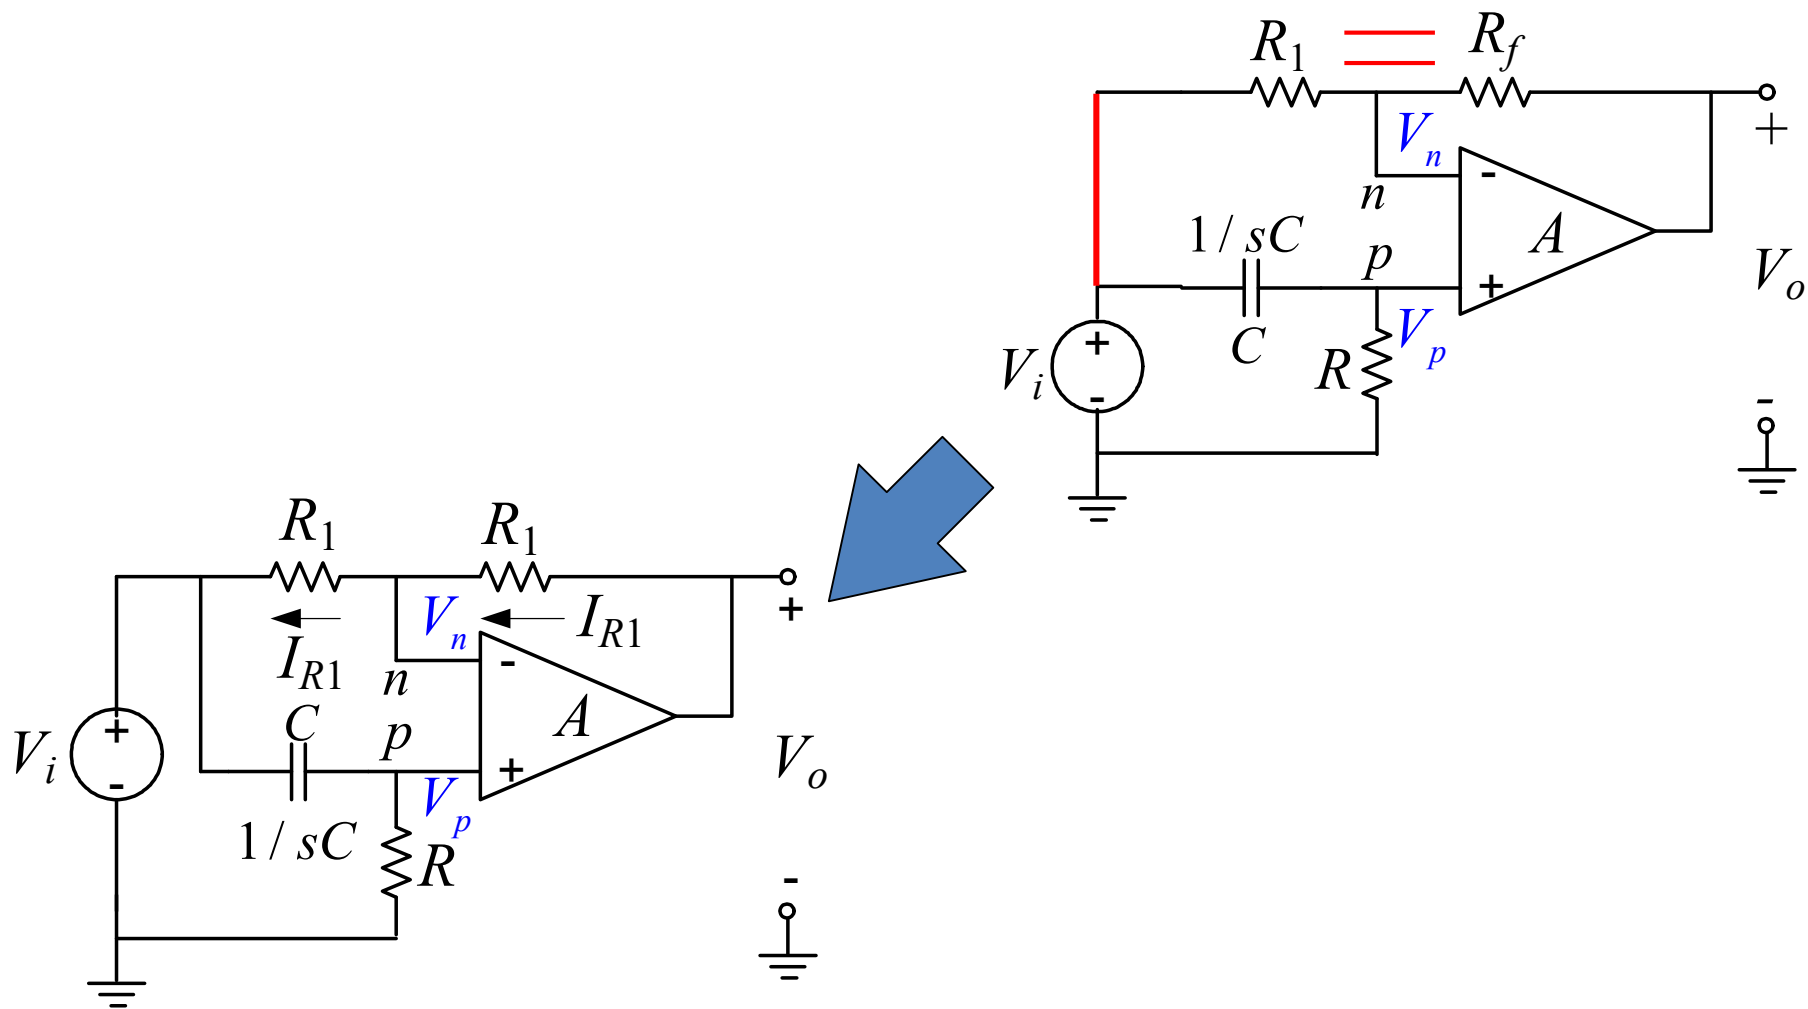 R1 = Rf
+
Vn
-
n
1/sC
A
p
Vo
+
Vp
C
+
Vi
R
-
-
R1
R1
+
Vn
IR1
IR1
-
n
C
p
A
+
Vi
-
+
Vo
Vp
1/sC
R
-